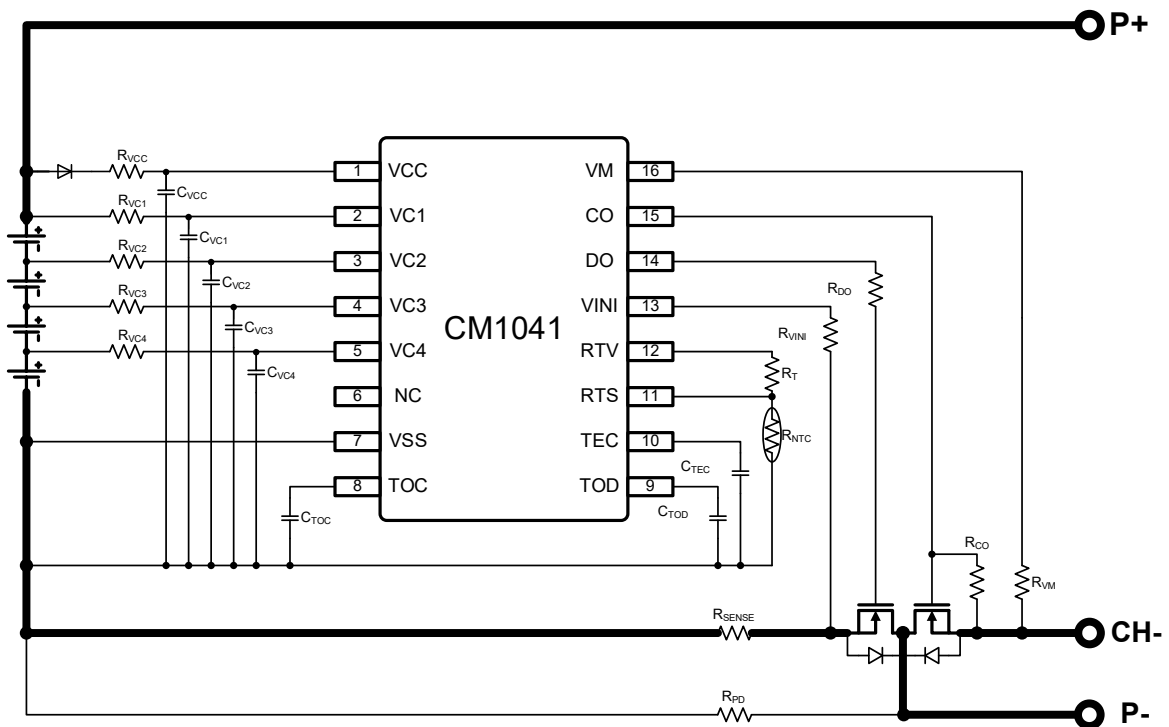 P+
RVCC
CVCC
1
VCC
VM
16
RVC1
CVC1
2
VC1
CO
15
RVC2
CVC2
3
VC2
DO
14
RDO
RVC3
CVC3
4
VC3
VINI
13
RVINI
CM1041
RVC4
CVC4
5
VC4
RTV
12
RT
6
NC
RTS
11
RNTC
7
VSS
TEC
10
CTEC
8
TOC
TOD
9
CTOC
CTOD
RCO
RVM
RSENSE
CH-
RPD
P-